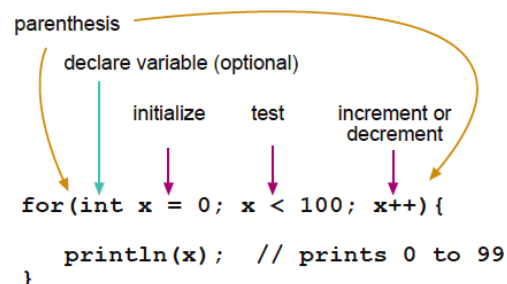 parenthesis
declare variable (optional)
initialize test increment or
decrement
for(int x = 0; x < 100; x++){
println(x); // prints 0 to 99
}